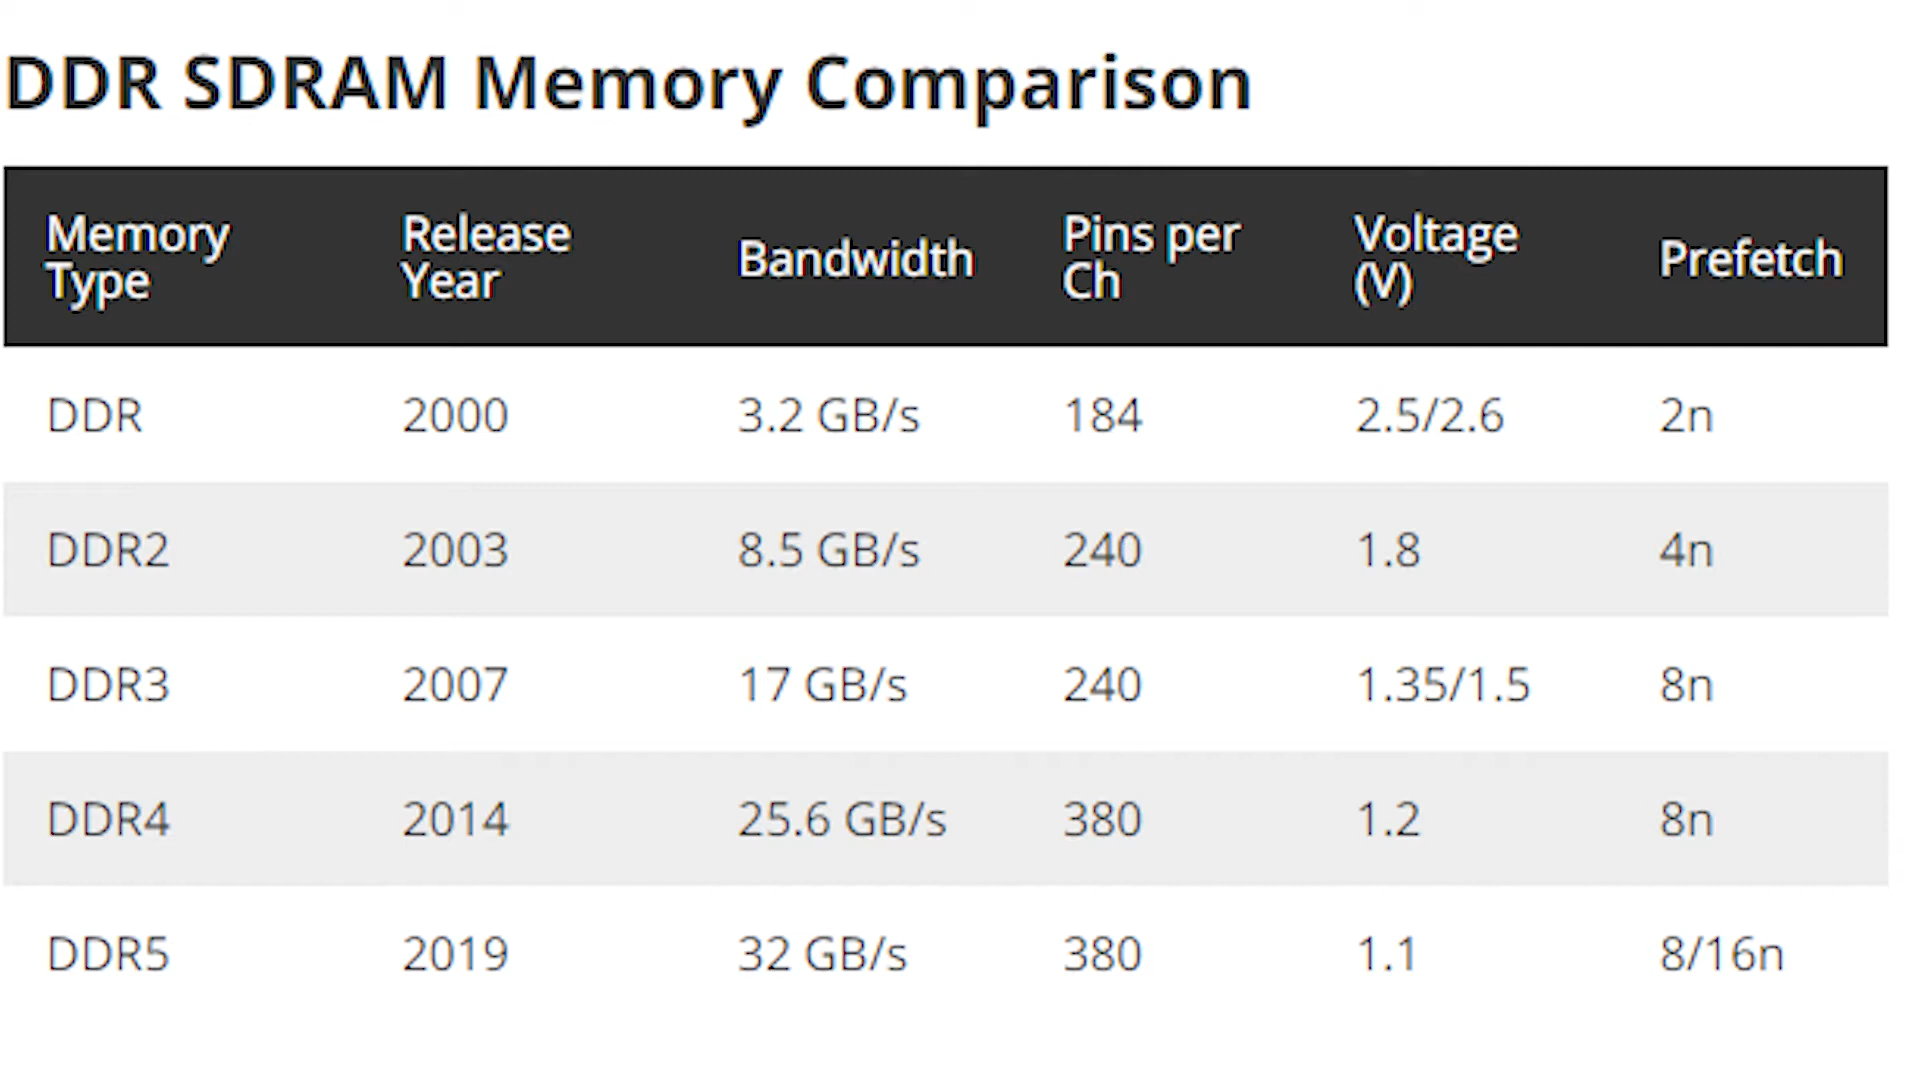 DDR SDRAM Memory Comparison
Memory Type Release Year Bandwidth Pins per Ch Voltage (V) Prefetch
DDR 2000 3.2 GB/s 184 2.5/2.6 2n
DDR2 2003 8.5 GB/s 240 1.8 4n
DDR3 2007 17 GB/s 240 1.35/1.5 8n
DDR4 2014 25.6 GB/s 380 1.2 8n
DDR5 2019 32 GB/s 380 1.1 8/16n